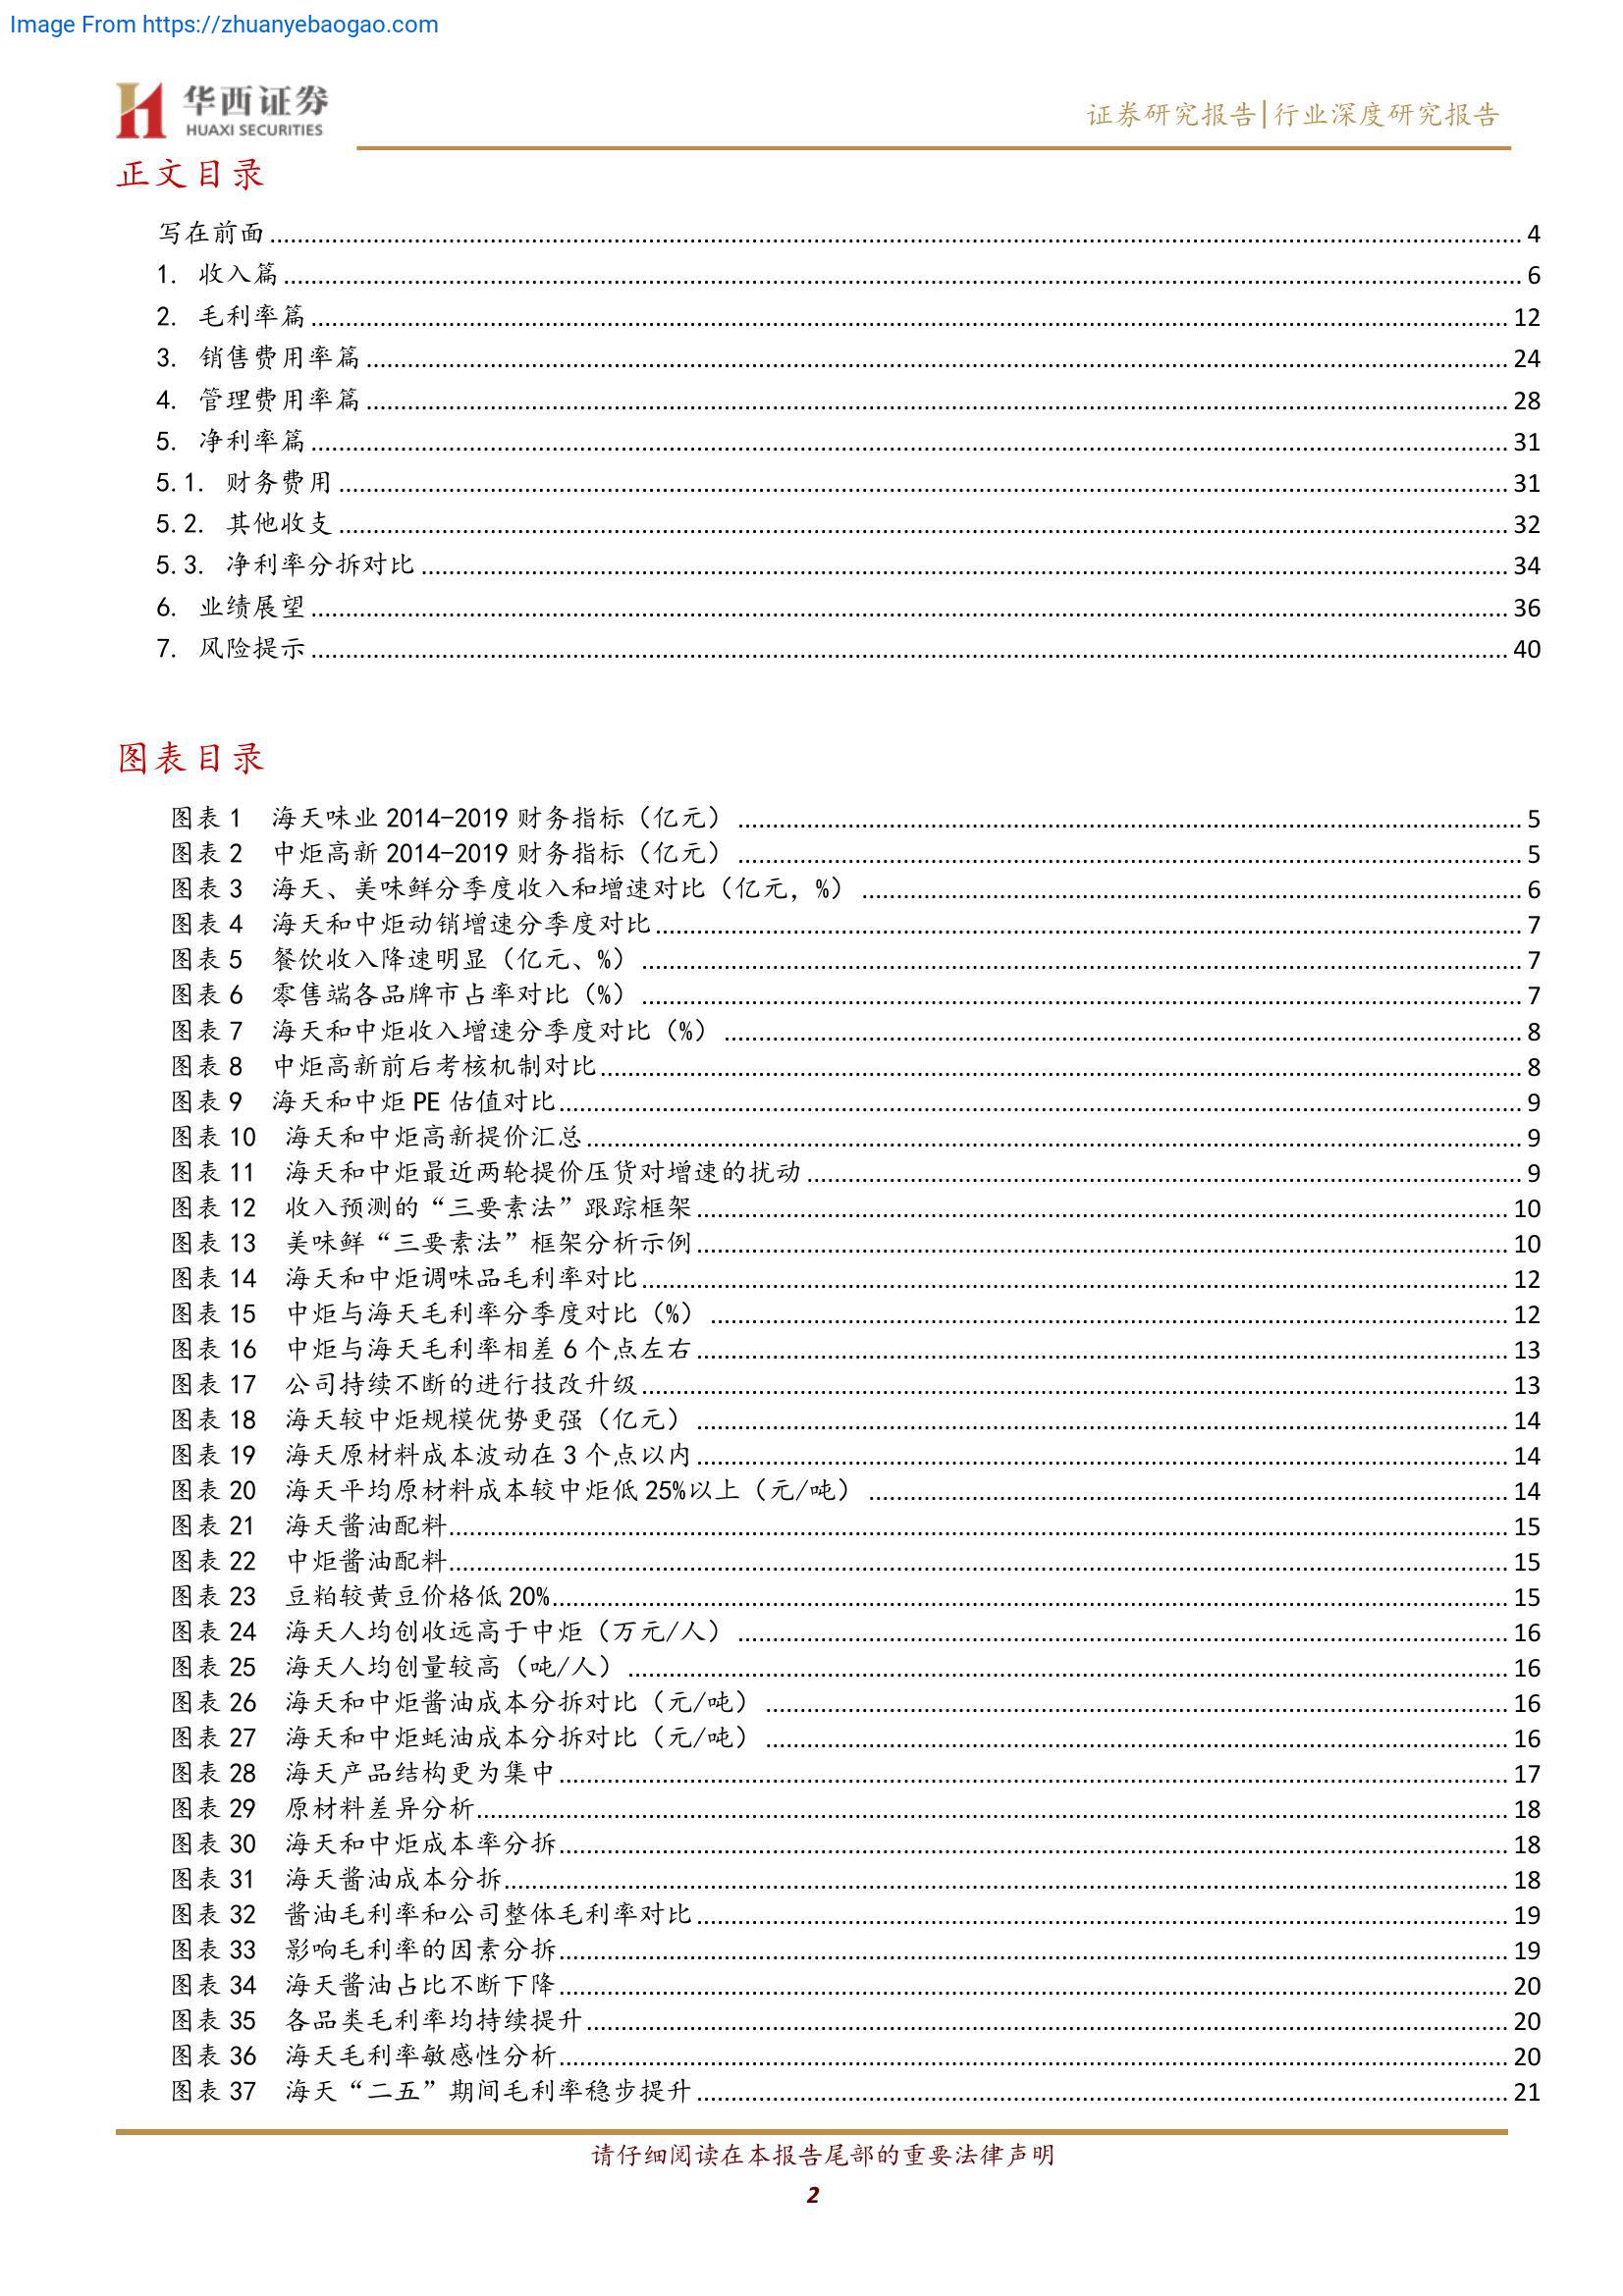 Image From https://zhuanyebaogao.com
华西证券
HUAXI SECURITIES
证券研究报告|行业深度研究报告
正文目录
写在前面 4
1. 收入篇 6
2. 毛利率篇 12
3. 销售费用率篇 24
4. 管理费用率篇 28
5. 净利率篇 31
5.1. 财务费用 31
5.2. 其他收支 32
5.3. 净利率分拆对比 34
6. 业绩展望 36
7. 风险提示 40
图表目录
图表 1 海天味业 2014-2019 财务指标（亿元） 5
图表 2 中炬高新 2014-2019 财务指标（亿元） 5
图表 3 海天、美味鲜分季度收入和增速对比（亿元，%） 6
图表 4 海天和中炬动销增速分季度对比 7
图表 5 餐饮收入降速明显（亿元、%） 7
图表 6 零售端各品牌市占率对比（%） 7
图表 7 海天和中炬收入增速分季度对比（%） 8
图表 8 中炬高新前后考核机制对比 8
图表 9 海天和中炬 PE 估值对比 9
图表 10 海天和中炬高新提价汇总 9
图表 11 海天和中炬最近两轮提价压货对增速的扰动 9
图表 12 收入预测的“三要素法”跟踪框架 10
图表 13 美味鲜“三要素法”框架分析示例 10
图表 14 海天和中炬调味品毛利率对比 12
图表 15 中炬与海天毛利率分季度对比（%） 12
图表 16 中炬与海天毛利率相差 6 个点左右 13
图表 17 公司持续不断的进行技改升级 13
图表 18 海天较中炬规模优势更强（亿元） 14
图表 19 海天原材料成本波动在 3 个点以内 14
图表 20 海天平均原材料成本较中炬低 25%以上（元/吨） 14
图表 21 海天酱油配料 15
图表 22 中炬酱油配料 15
图表 23 豆粕较黄豆价格低 20% 15
图表 24 海天人均创收远高于中炬（万元/人） 16
图表 25 海天人均创量较高（吨/人） 16
图表 26 海天和中炬酱油成本分拆对比（元/吨） 16
图表 27 海天和中炬蚝油成本分拆对比（元/吨） 16
图表 28 海天产品结构更为集中 17
图表 29 原材料差异分析 18
图表 30 海天和中炬成本率分拆 18
图表 31 海天酱油成本分拆 18
图表 32 酱油毛利率和公司整体毛利率对比 19
图表 33 影响毛利率的因素分拆 19
图表 34 海天酱油占比不断下降 20
图表 35 各品类毛利率均持续提升 20
图表 36 海天毛利率敏感性分析 20
图表 37 海天“二五”期间毛利率稳步提升 21
请仔细阅读在本报告尾部的重要法律声明
2